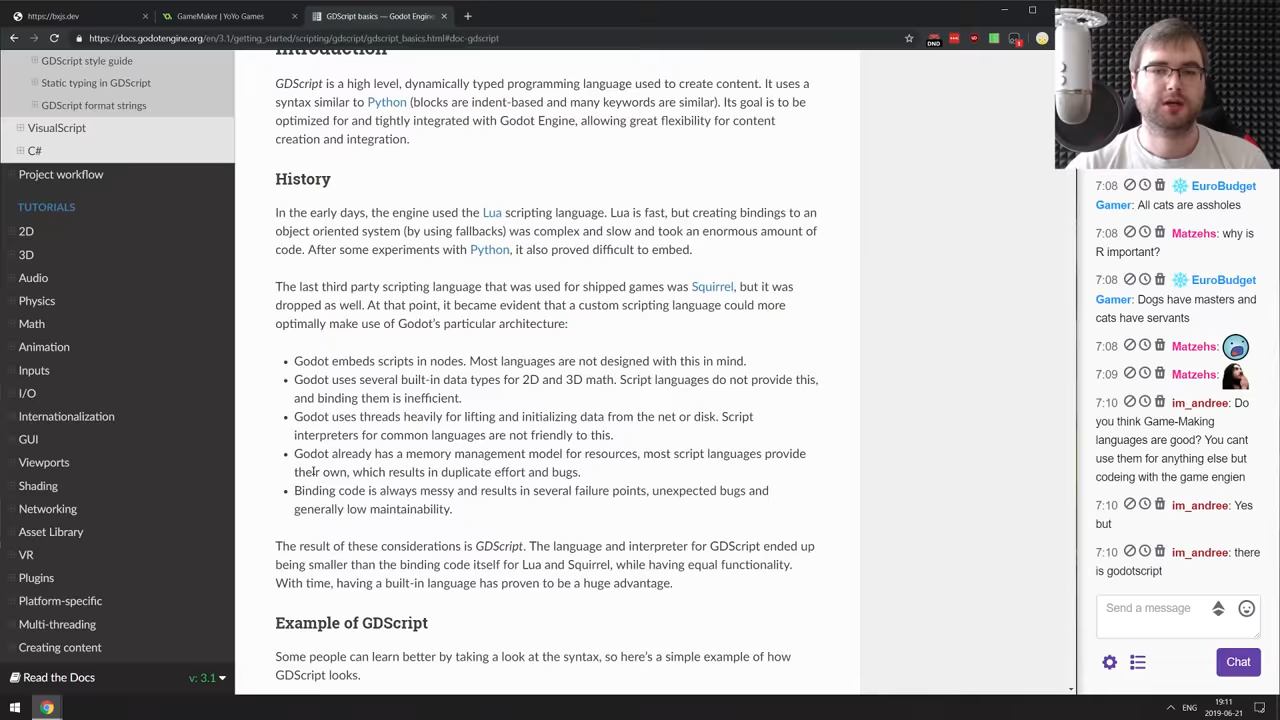 https://bxjs.dev
GameMaker | YoYo Games
GDScript basics — Godot Engine
https://docs.godotengine.org/en/3.1/getting_started/scripting/gdscript/gdscript_basics.html#doc-gdscript
DND
GDScript style guide
Static typing in GDScript
GDScript format strings
VisualScript
C#
Project workflow
TUTORIALS
2D
3D
Audio
Physics
Math
Animation
Inputs
I/O
Internationalization
GUI
Viewports
Shading
Networking
Asset Library
VR
Plugins
Platform-specific
Multi-threading
Creating content
Read the Docs
v: 3.1
Introduction
GDScript is a high level, dynamically typed programming language used to create content. It uses a
syntax similar to Python (blocks are indent-based and many keywords are similar). Its goal is to be
optimized for and tightly integrated with Godot Engine, allowing great flexibility for content
creation and integration.
History
In the early days, the engine used the Lua scripting language. Lua is fast, but creating bindings to an
object oriented system (by using fallbacks) was complex and slow and took an enormous amount of
code. After some experiments with Python, it also proved difficult to embed.
The last third party scripting language that was used for shipped games was Squirrel, but it was
dropped as well. At that point, it became evident that a custom scripting language could more
optimally make use of Godot's particular architecture:
• Godot embeds scripts in nodes. Most languages are not designed with this in mind.
• Godot uses several built-in data types for 2D and 3D math. Script languages do not provide this,
and binding them is inefficient.
• Godot uses threads heavily for lifting and initializing data from the net or disk. Script
interpreters for common languages are not friendly to this.
• Godot already has a memory management model for resources, most script languages provide
their own, which results in duplicate effort and bugs.
• Binding code is always messy and results in several failure points, unexpected bugs and
generally low maintainability.
The result of these considerations is GDScript. The language and interpreter for GDScript ended up
being smaller than the binding code itself for Lua and Squirrel, while having equal functionality.
With time, having a built-in language has proven to be a huge advantage.
Example of GDScript
Some people can learn better by taking a look at the syntax, so here's a simple example of how
GDScript looks.
7:08 EuroBudget
Gamer: All cats are assholes
7:08 Matzehs: why is
R important?
7:08 EuroBudget
Gamer: Dogs have masters and
cats have servants
7:08 Matzehs:
7:09 Matzehs:
7:10 im_andree: Do
you think Game-Making
languages are good? You cant
use them for anything else but
codeing with the game engien
7:10 im_andree: Yes
but
7:10 im_andree: there
is godotscript
Send a message
Chat
ENG
19:11
2019-06-21